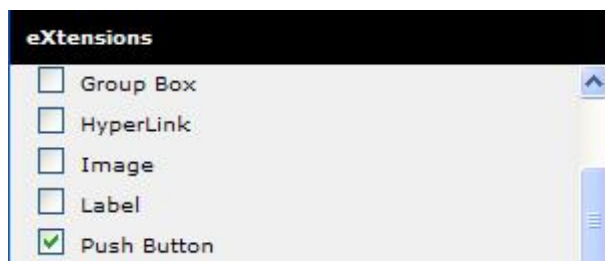 eXtensions
Group Box
HyperLink
Image
Label
Push Button